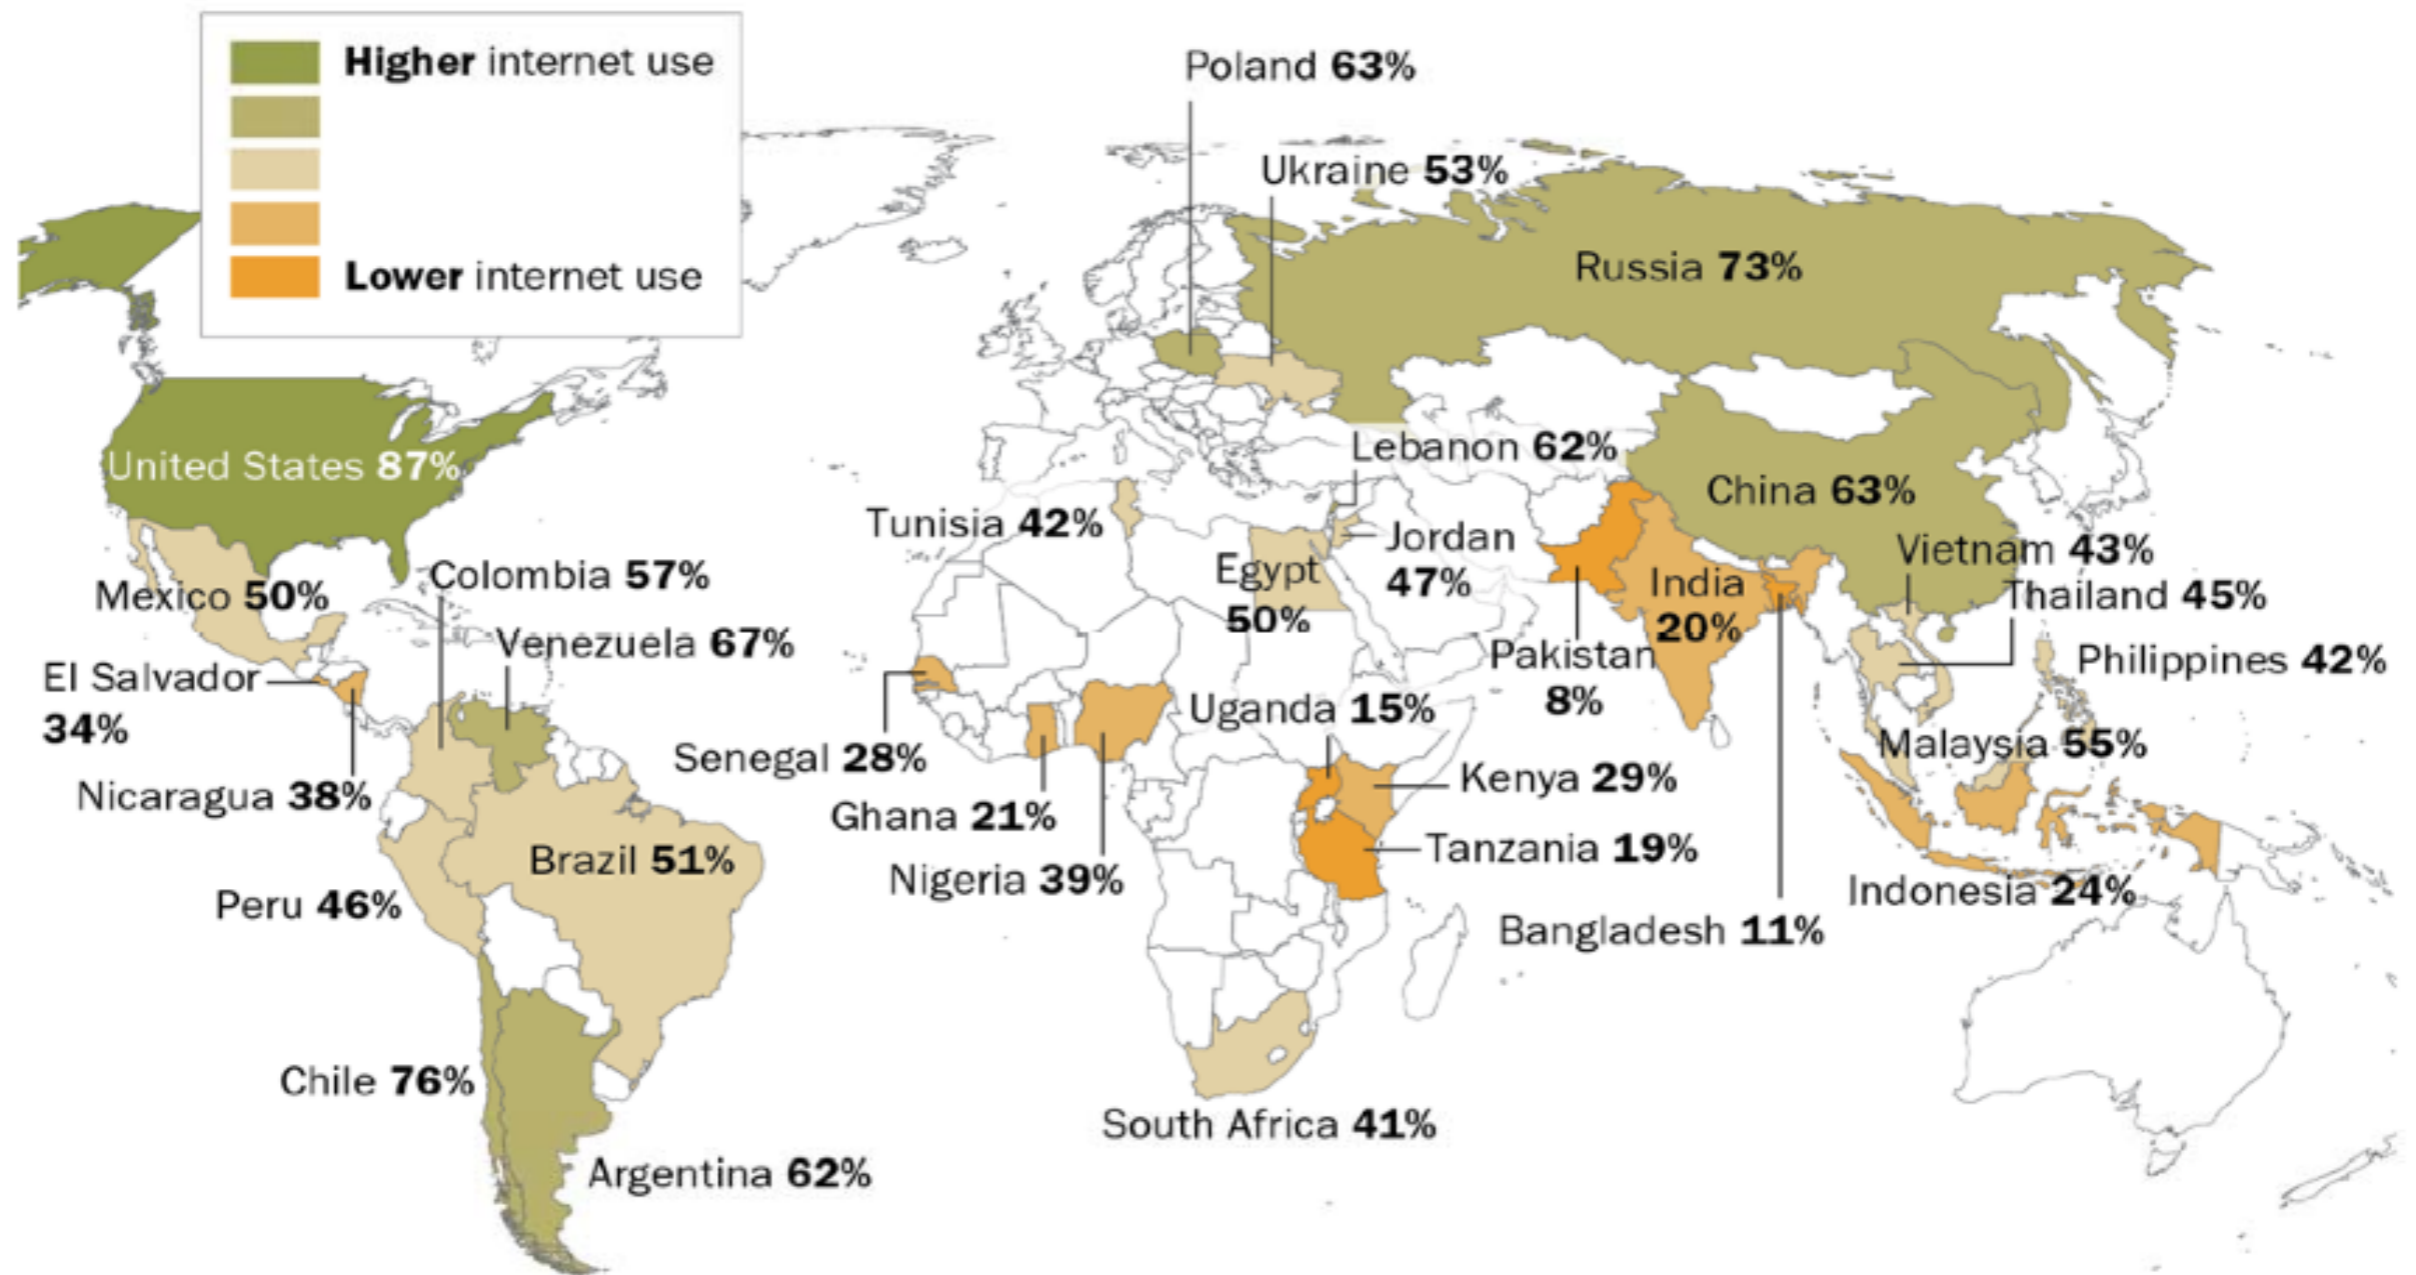 Higher internet use
Lower internet use
Poland 63%
Ukraine 53%
Russia 73%
United States 87%
Lebanon 62%
China 63%
Tunisia 42%
Jordan
47%
Egypt
50%
Vietnam 43%
Thailand 45%
India
20%
Mexico 50%
Colombia 57%
Venezuela 67%
Pakistan
8%
Philippines 42%
El Salvador
34%
Uganda 15%
Malaysia 55%
Senegal 28%
Kenya 29%
Nicaragua 38%
Ghana 21%
Tanzania 19%
Brazil 51%
Nigeria 39%
Indonesia 24%
Peru 46%
Bangladesh 11%
Chile 76%
South Africa 41%
Argentina 62%